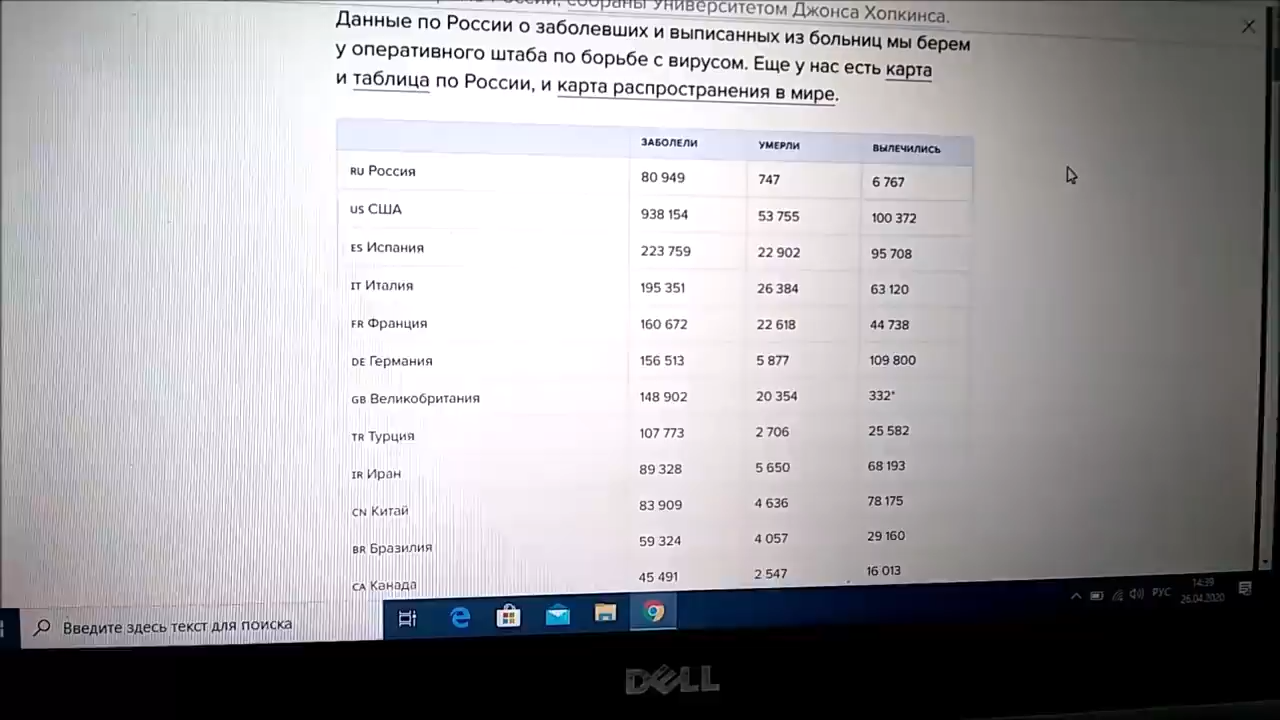 России, собраны Университетом Джонса Хопкинса.
Данные по России о заболевших и выписанных из больниц мы берем
у оперативного штаба по борьбе с вирусом. Еще у нас есть карта
и таблица по России, и карта распространения в мире.
ЗАБОЛЕЛИ УМЕРЛИ ВЫЛЕЧИЛИСЬ
RU Россия 80 949 747 6 767
US США 938 154 53 755 100 372
ES Испания 223 759 22 902 95 708
IT Италия 195 351 26 384 63 120
FR Франция 160 672 22 618 44 738
DE Германия 156 513 5 877 109 800
GB Великобритания 148 902 20 354 332*
TR Турция 107 773 2 706 25 582
IR Иран 89 328 5 650 68 193
CN Китай 83 909 4 636 78 175
BR Бразилия 59 324 4 057 29 160
CA Канада 45 491 2 547 16 013
Введите здесь текст для поиска
РУС
14:39
26.04.2020
DELL